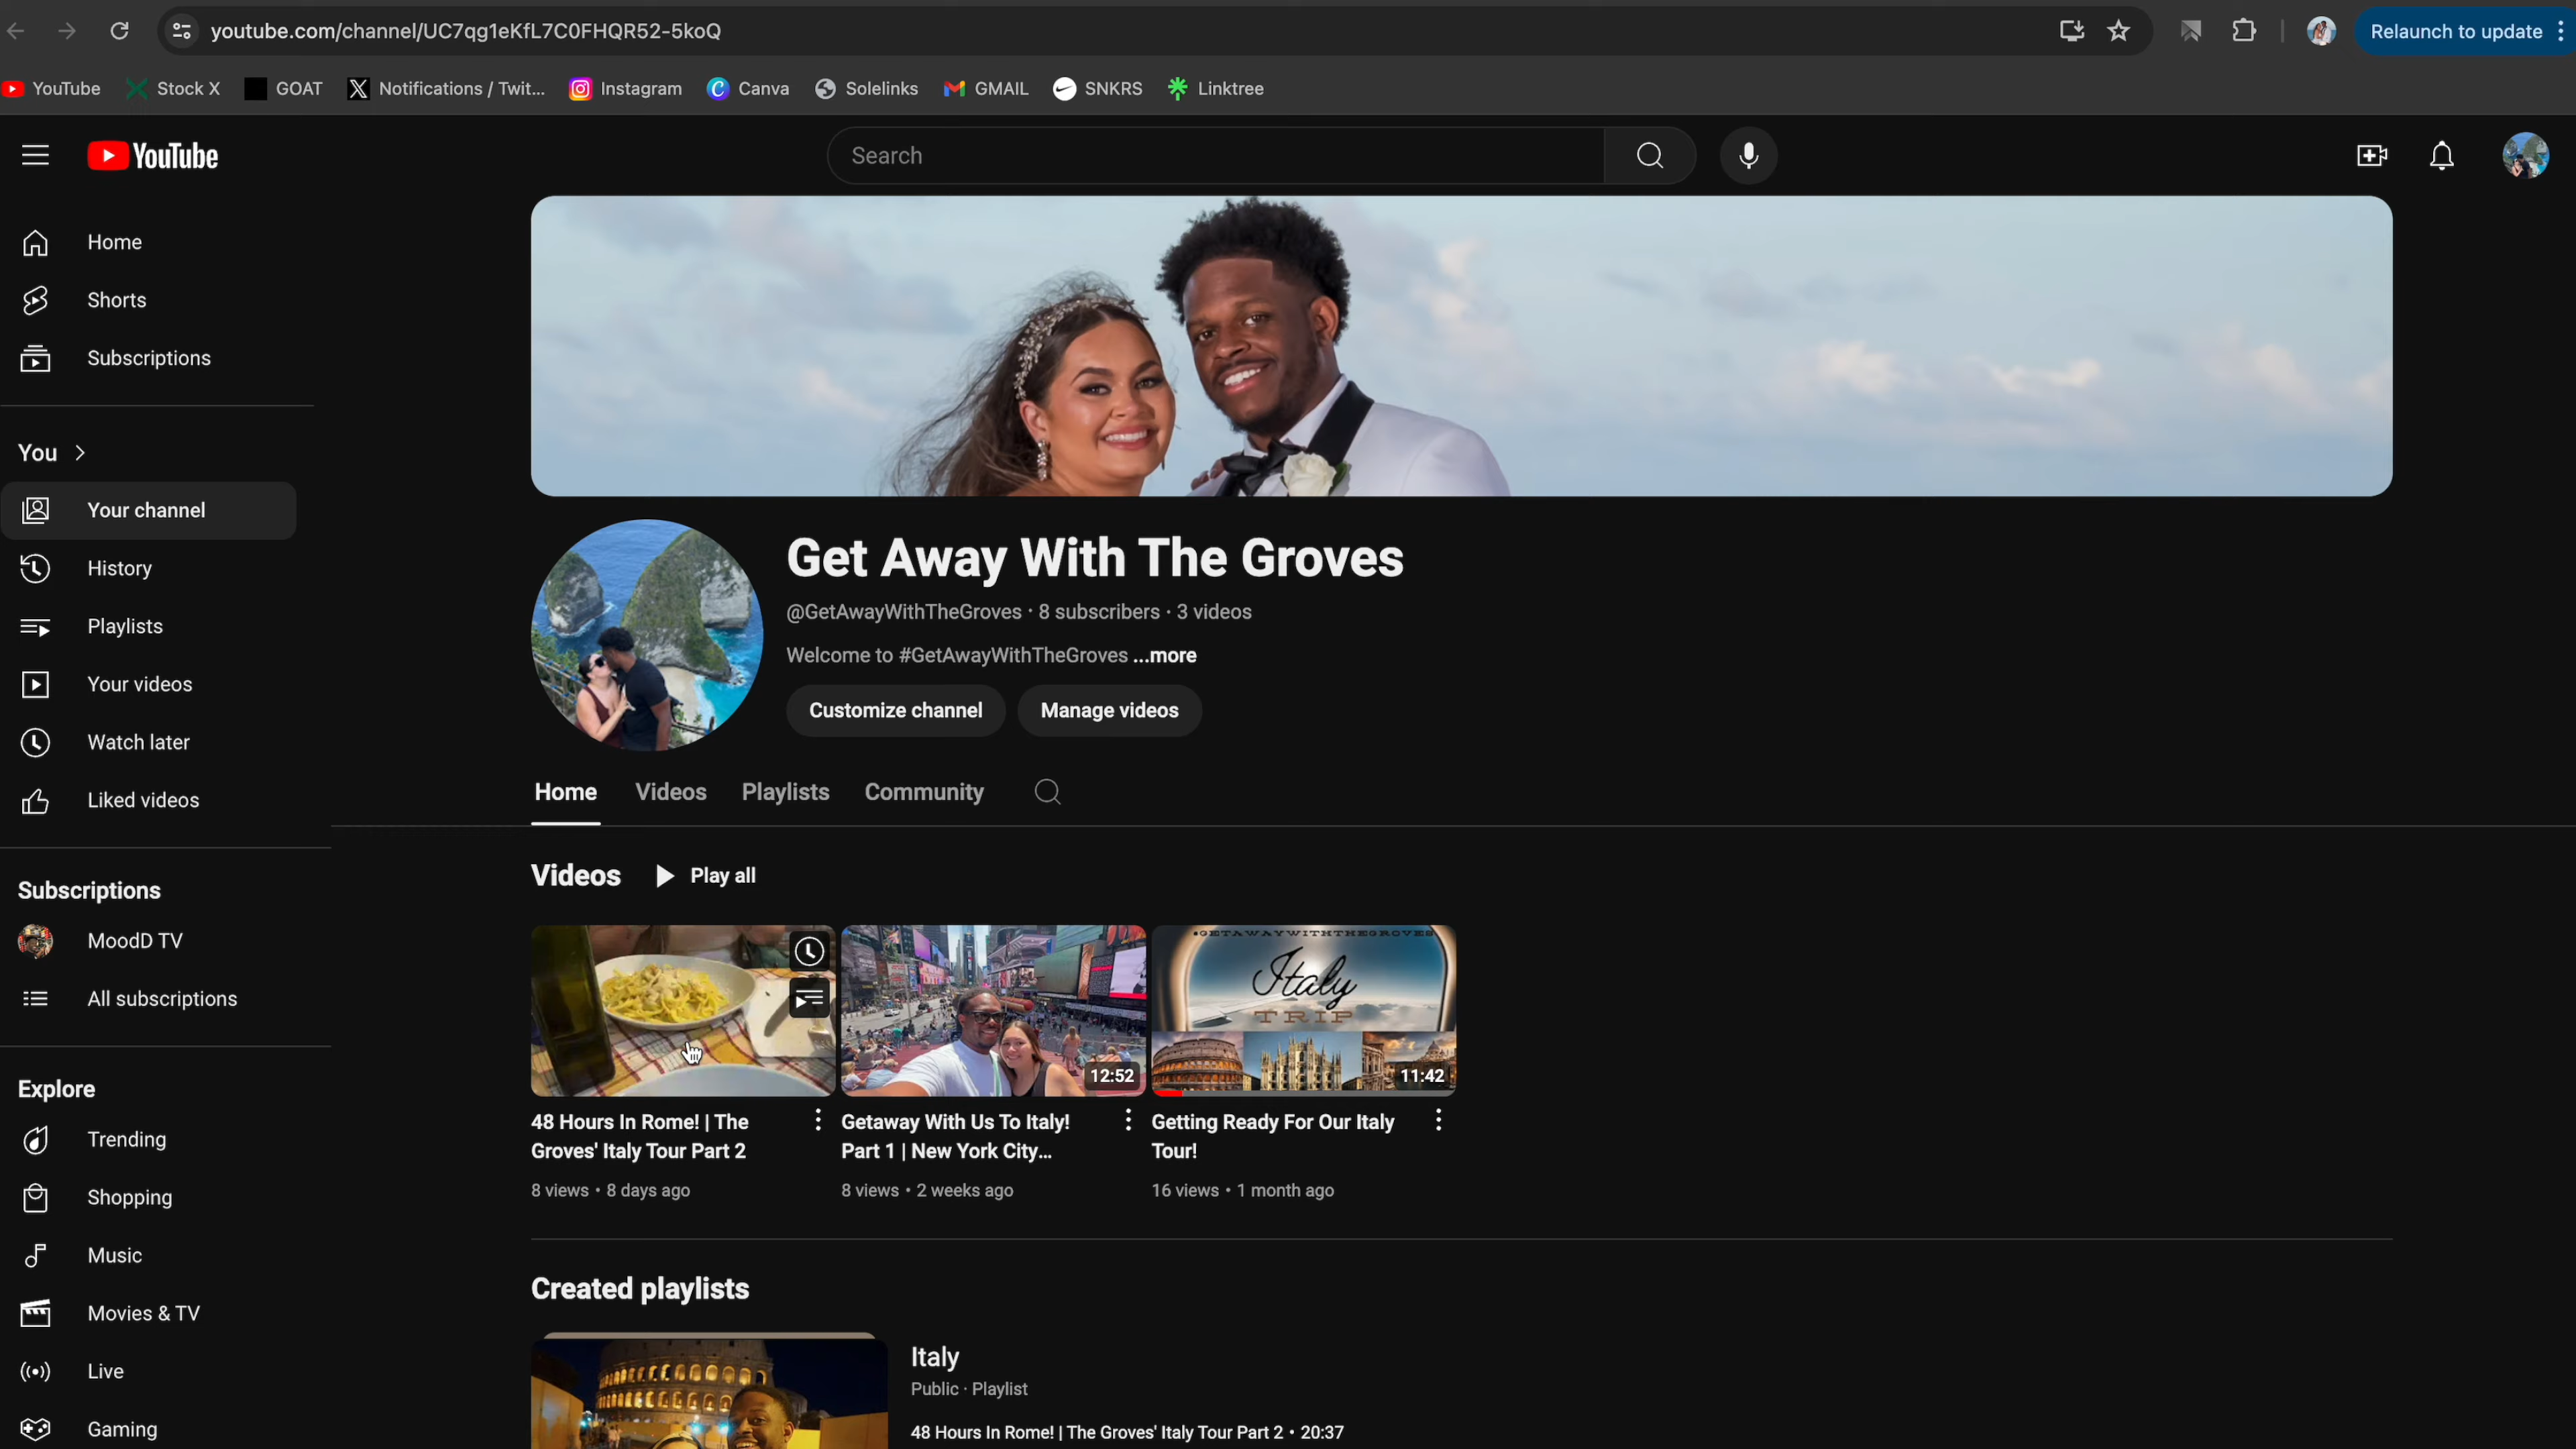 youtube.com/channel/UC7qg1eKfL7C0FHQR52-5koQ
Relaunch to update
YouTube
Stock X
GOAT
Notifications / Twit...
Instagram
Canva
Solelinks
GMAIL
SNKRS
Linktree
YouTube
Search
Home
Shorts
Subscriptions
You
Your channel
History
Playlists
Your videos
Watch later
Liked videos
Subscriptions
MoodD TV
All subscriptions
Explore
Trending
Shopping
Music
Movies & TV
Live
Gaming
Get Away With The Groves
@GetAwayWithTheGroves · 8 subscribers · 3 videos
Welcome to #GetAwayWithTheGroves ...more
Customize channel
Manage videos
Home
Videos
Playlists
Community
Videos
Play all
48 Hours In Rome! | The
Groves' Italy Tour Part 2
8 views · 8 days ago
12:52
Getaway With Us To Italy!
Part 1 | New York City...
8 views · 2 weeks ago
#GETAWAYWITHTHEGROVES
Italy
TRIP
11:42
Getting Ready For Our Italy
Tour!
16 views · 1 month ago
Created playlists
Italy
Public · Playlist
48 Hours In Rome! | The Groves' Italy Tour Part 2 · 20:37